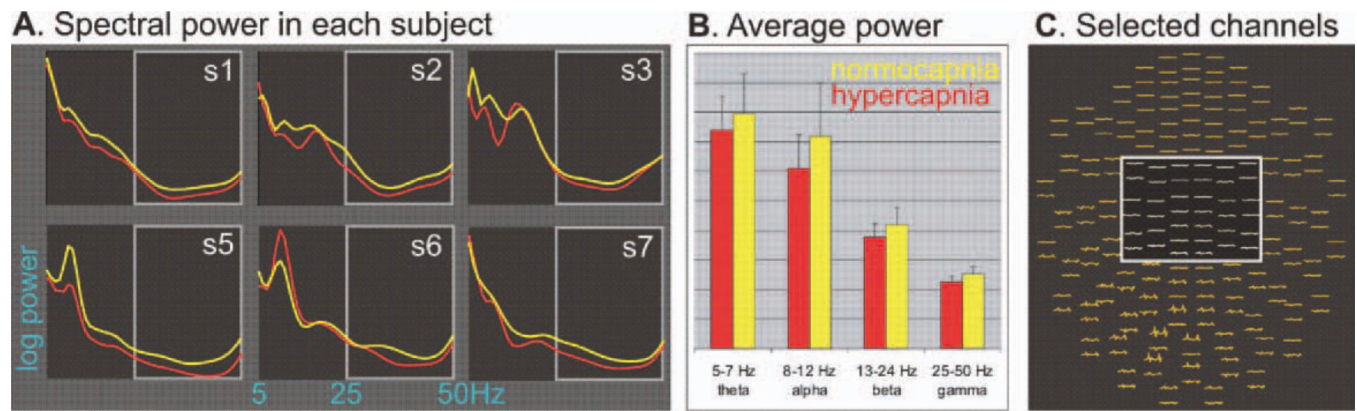 A. Spectral power in each subject
s1
s2
s3
s5
s6
s7
log power
5 25 50Hz
B. Average power
normocapnia
hypercapnia
5-7 Hz 8-12 Hz 13-24 Hz 25-50 Hz
theta alpha beta gamma
C. Selected channels